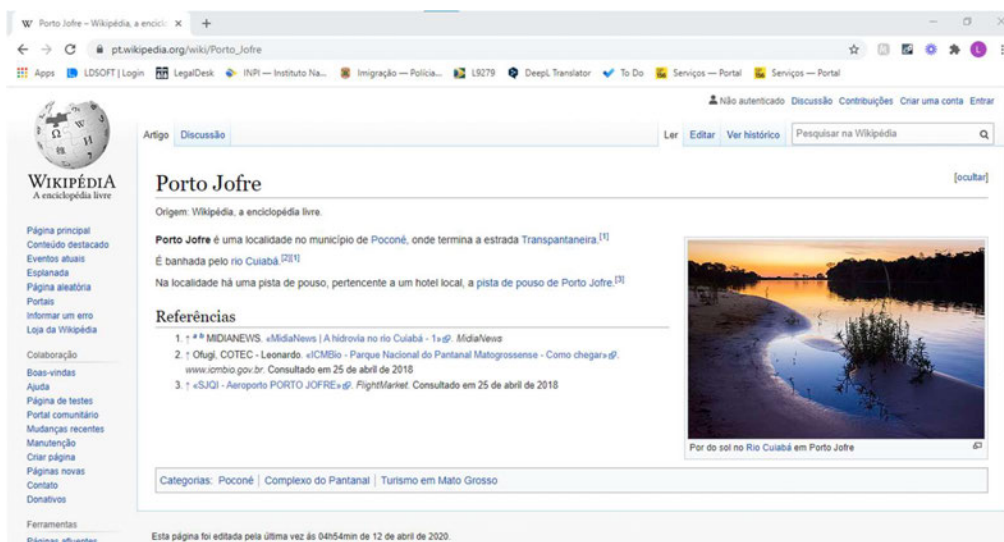 Porto Jofre – Wikipédia, a encicl
pt.wikipedia.org/wiki/Porto_Jofre
Apps LDSOFT | Login LegalDesk INPI — Instituto Na... Imigração — Polícia... L9279 DeepL Translator To Do Serviços — Portal Serviços — Portal
Não autenticado Discussão Contribuições Criar uma conta Entrar
Artigo Discussão Ler Editar Ver histórico Pesquisar na Wikipédia
WIKIPÉDIA
A enciclopédia livre
Página principal
Conteúdo destacado
Eventos atuais
Esplanada
Página aleatória
Portais
Informar um erro
Loja da Wikipédia
Colaboração
Boas-vindas
Ajuda
Página de testes
Portal comunitário
Mudanças recentes
Manutenção
Criar página
Páginas novas
Contato
Donativos
Ferramentas
Páginas afluentes
Porto Jofre [ocultar]
Origem: Wikipédia, a enciclopédia livre.
Porto Jofre é uma localidade no município de Poconé, onde termina a estrada Transpantaneira.[1]
É banhada pelo rio Cuiabá.[2][1]
Na localidade há uma pista de pouso, pertencente a um hotel local, a pista de pouso de Porto Jofre.[3]
Referências
1. ↑ a b MIDIANEWS. «MidiaNews | A hidrovia no rio Cuiabá - 1». MidiaNews
2. ↑ Ofugi, COTEC - Leonardo. «ICMBio - Parque Nacional do Pantanal Matogrossense - Como chegar».
www.icmbio.gov.br. Consultado em 25 de abril de 2018
3. ↑ «SJQI - Aeroporto PORTO JOFRE». FlightMarket. Consultado em 25 de abril de 2018
Por do sol no Rio Cuiabá em Porto Jofre
Categorias: Poconé | Complexo do Pantanal | Turismo em Mato Grosso
Esta página foi editada pela última vez às 04h54min de 12 de abril de 2020.